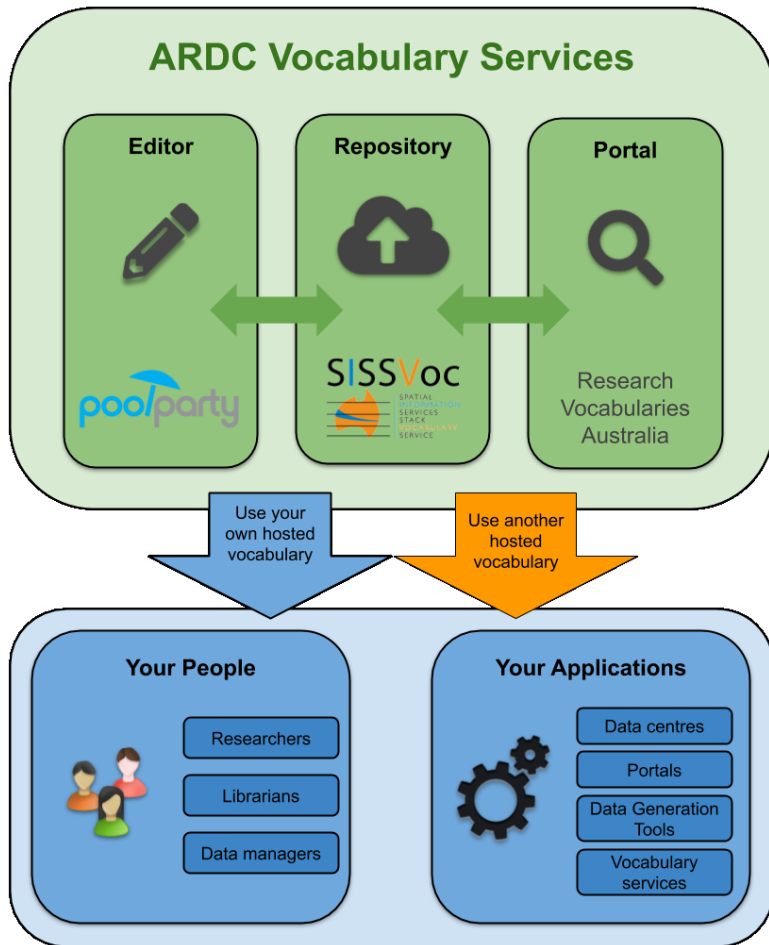 ARDC Vocabulary Services
Editor
Repository
Portal
poolparty
SISSVoc
SPATIAL
INFORMATION
SERVICES
STACK
VOCABULARY
SERVICE
Research
Vocabularies
Australia
Use your
own hosted
vocabulary
Use another
hosted
vocabulary
Your People
Researchers
Librarians
Data managers
Your Applications
Data centres
Portals
Data Generation
Tools
Vocabulary
services